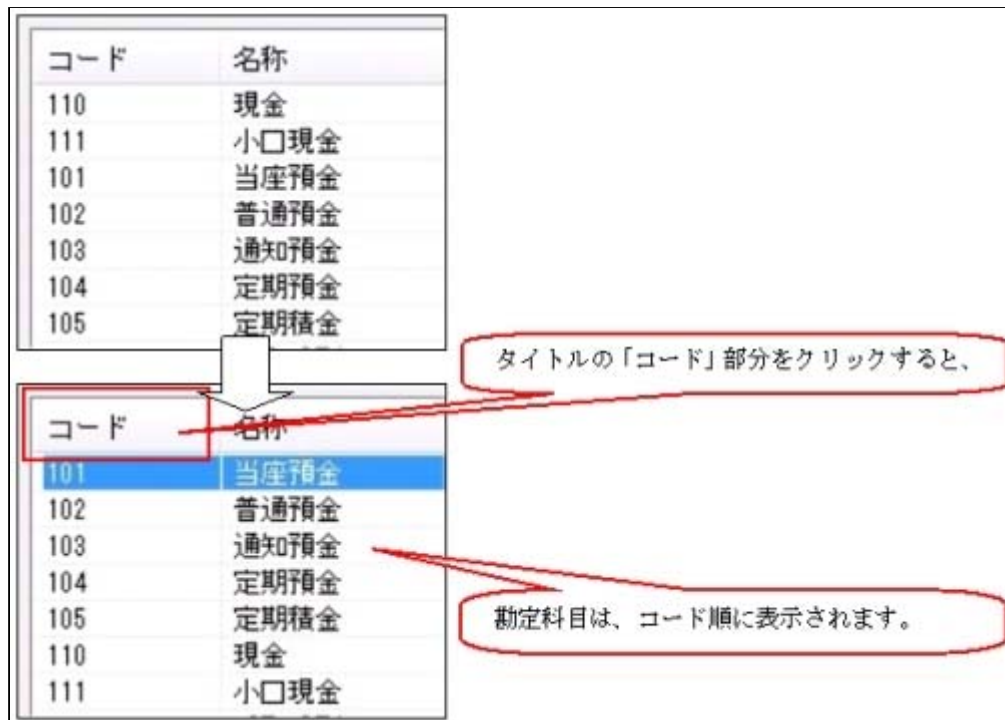 コード 名称
110 現金
111 小口現金
101 当座預金
102 普通預金
103 通知預金
104 定期預金
105 定期積金
タイトルの「コード」部分をクリックすると、
コード 名称
101 当座預金
102 普通預金
103 通知預金
104 定期預金
105 定期積金
勘定科目は、コード順に表示されます。
110 現金
111 小口現金